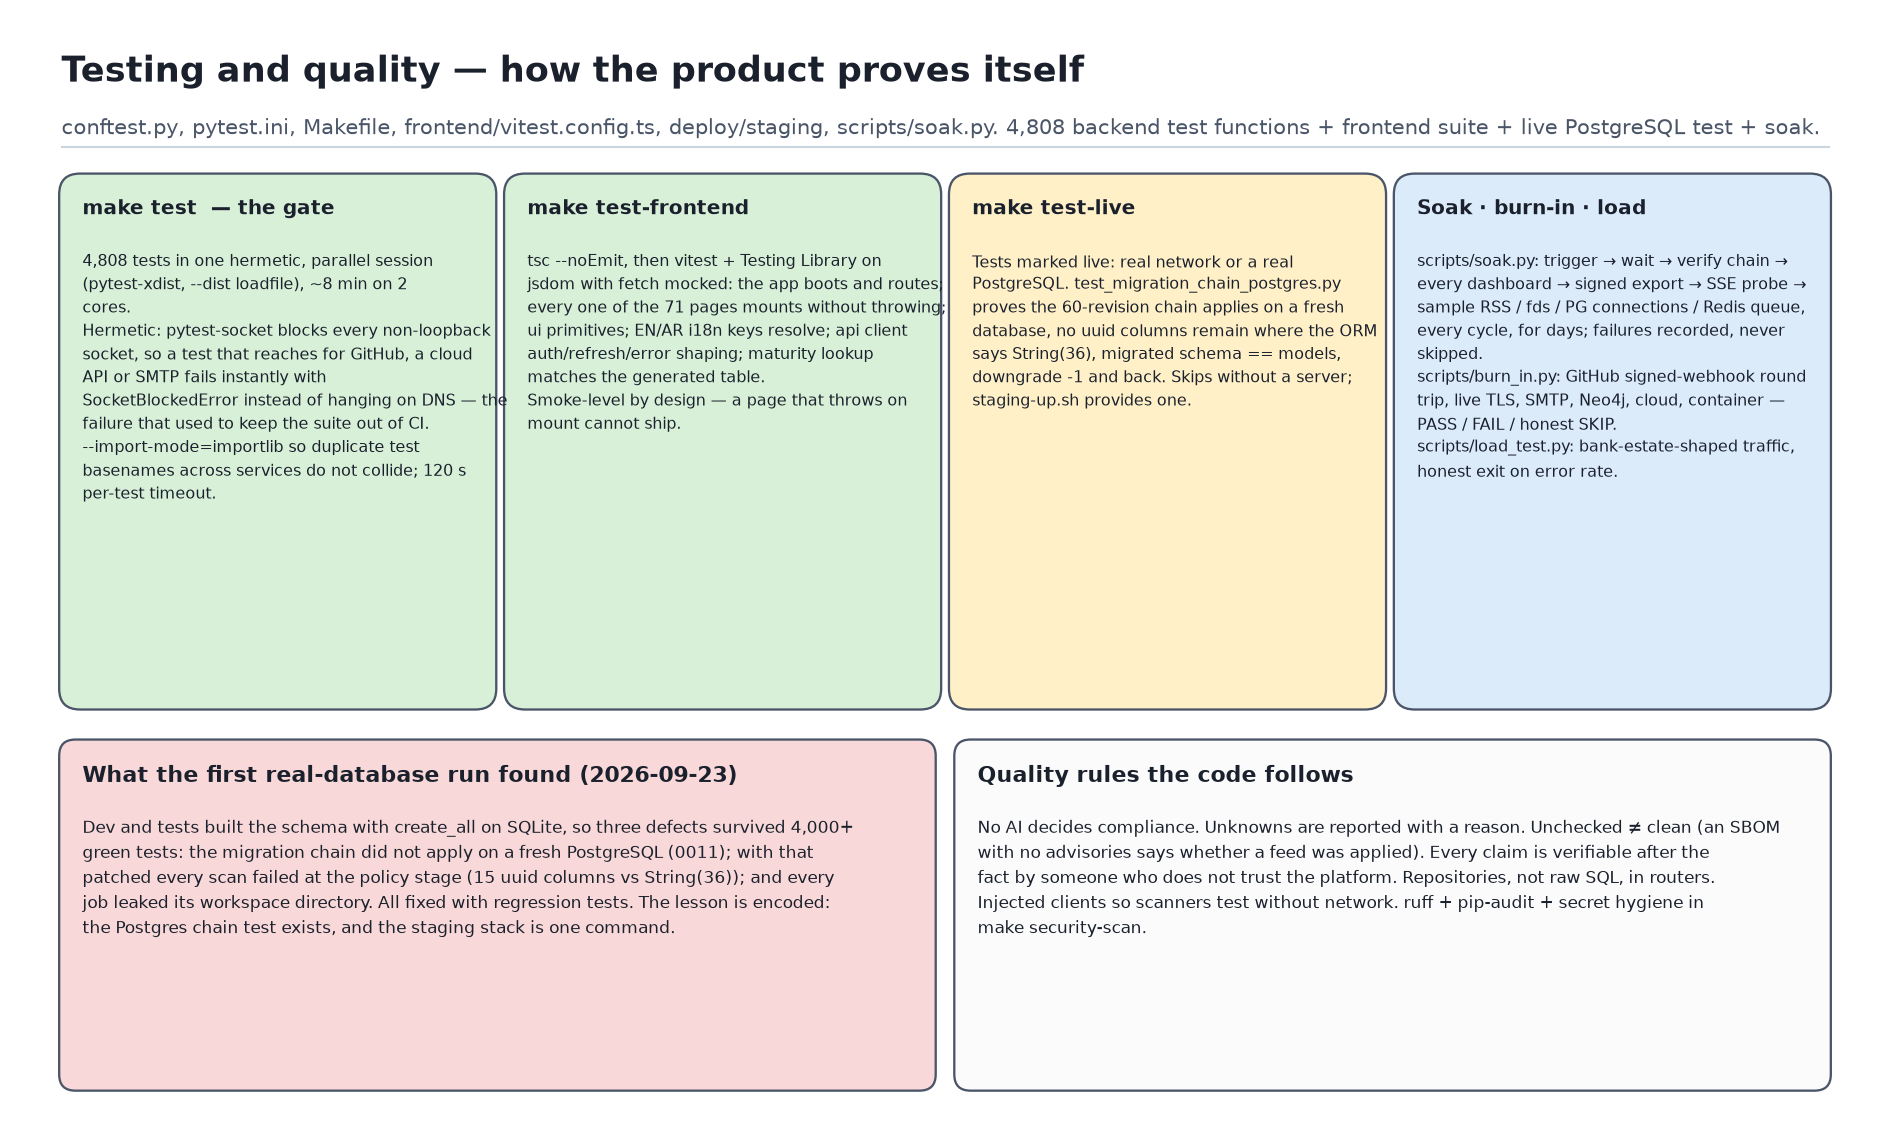 Testing and quality — how the product proves itself
conftest.py, pytest.ini, Makefile, frontend/vitest.config.ts, deploy/staging, scripts/soak.py. 4,808 backend test functions + frontend suite + live PostgreSQL test + soak.
make test  — the gate
4,808 tests in one hermetic, parallel session
(pytest-xdist, --dist loadfile), ~8 min on 2
cores.
Hermetic: pytest-socket blocks every non-loopback
socket, so a test that reaches for GitHub, a cloud
API or SMTP fails instantly with
SocketBlockedError instead of hanging on DNS — the
failure that used to keep the suite out of CI.
--import-mode=importlib so duplicate test
basenames across services do not collide; 120 s
per-test timeout.
make test-frontend
tsc --noEmit, then vitest + Testing Library on
jsdom with fetch mocked: the app boots and routes;
every one of the 71 pages mounts without throwing;
ui primitives; EN/AR i18n keys resolve; api client
auth/refresh/error shaping; maturity lookup
matches the generated table.
Smoke-level by design — a page that throws on
mount cannot ship.
make test-live
Tests marked live: real network or a real
PostgreSQL. test_migration_chain_postgres.py
proves the 60-revision chain applies on a fresh
database, no uuid columns remain where the ORM
says String(36), migrated schema == models,
downgrade -1 and back. Skips without a server;
staging-up.sh provides one.
Soak · burn-in · load
scripts/soak.py: trigger → wait → verify chain →
every dashboard → signed export → SSE probe →
sample RSS / fds / PG connections / Redis queue,
every cycle, for days; failures recorded, never
skipped.
scripts/burn_in.py: GitHub signed-webhook round
trip, live TLS, SMTP, Neo4j, cloud, container —
PASS / FAIL / honest SKIP.
scripts/load_test.py: bank-estate-shaped traffic,
honest exit on error rate.
What the first real-database run found (2026-09-23)
Dev and tests built the schema with create_all on SQLite, so three defects survived 4,000+
green tests: the migration chain did not apply on a fresh PostgreSQL (0011); with that
patched every scan failed at the policy stage (15 uuid columns vs String(36)); and every
job leaked its workspace directory. All fixed with regression tests. The lesson is encoded:
the Postgres chain test exists, and the staging stack is one command.
Quality rules the code follows
No AI decides compliance. Unknowns are reported with a reason. Unchecked ≠ clean (an SBOM
with no advisories says whether a feed was applied). Every claim is verifiable after the
fact by someone who does not trust the platform. Repositories, not raw SQL, in routers.
Injected clients so scanners test without network. ruff + pip-audit + secret hygiene in
make security-scan.